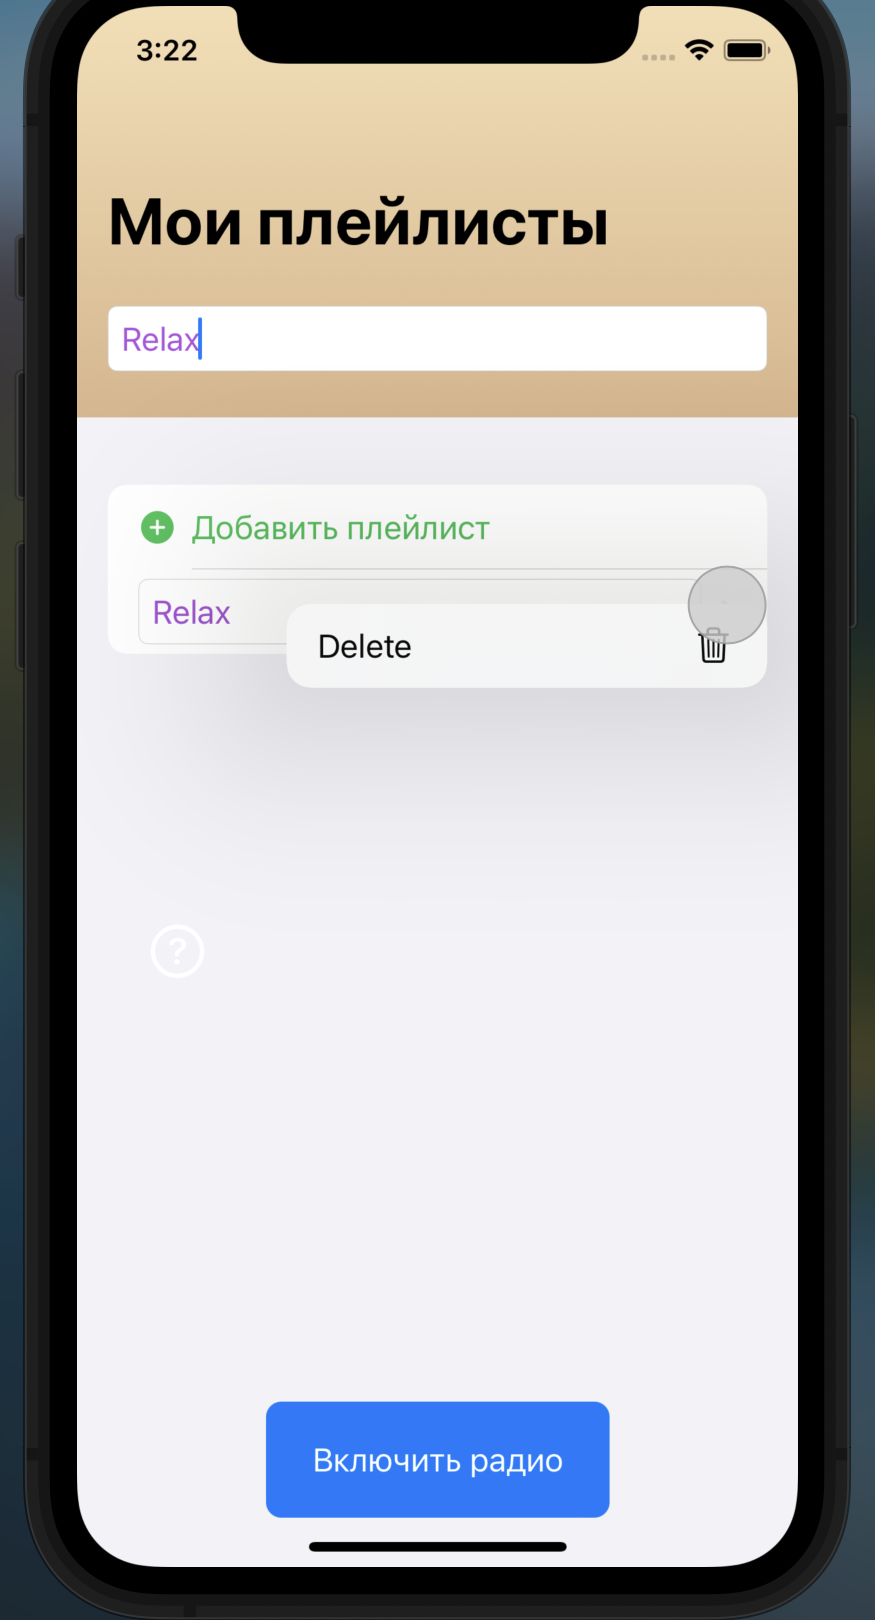 3:22
Мои плейлисты
Relax
Добавить плейлист
Relax
Delete
?
Включить радио